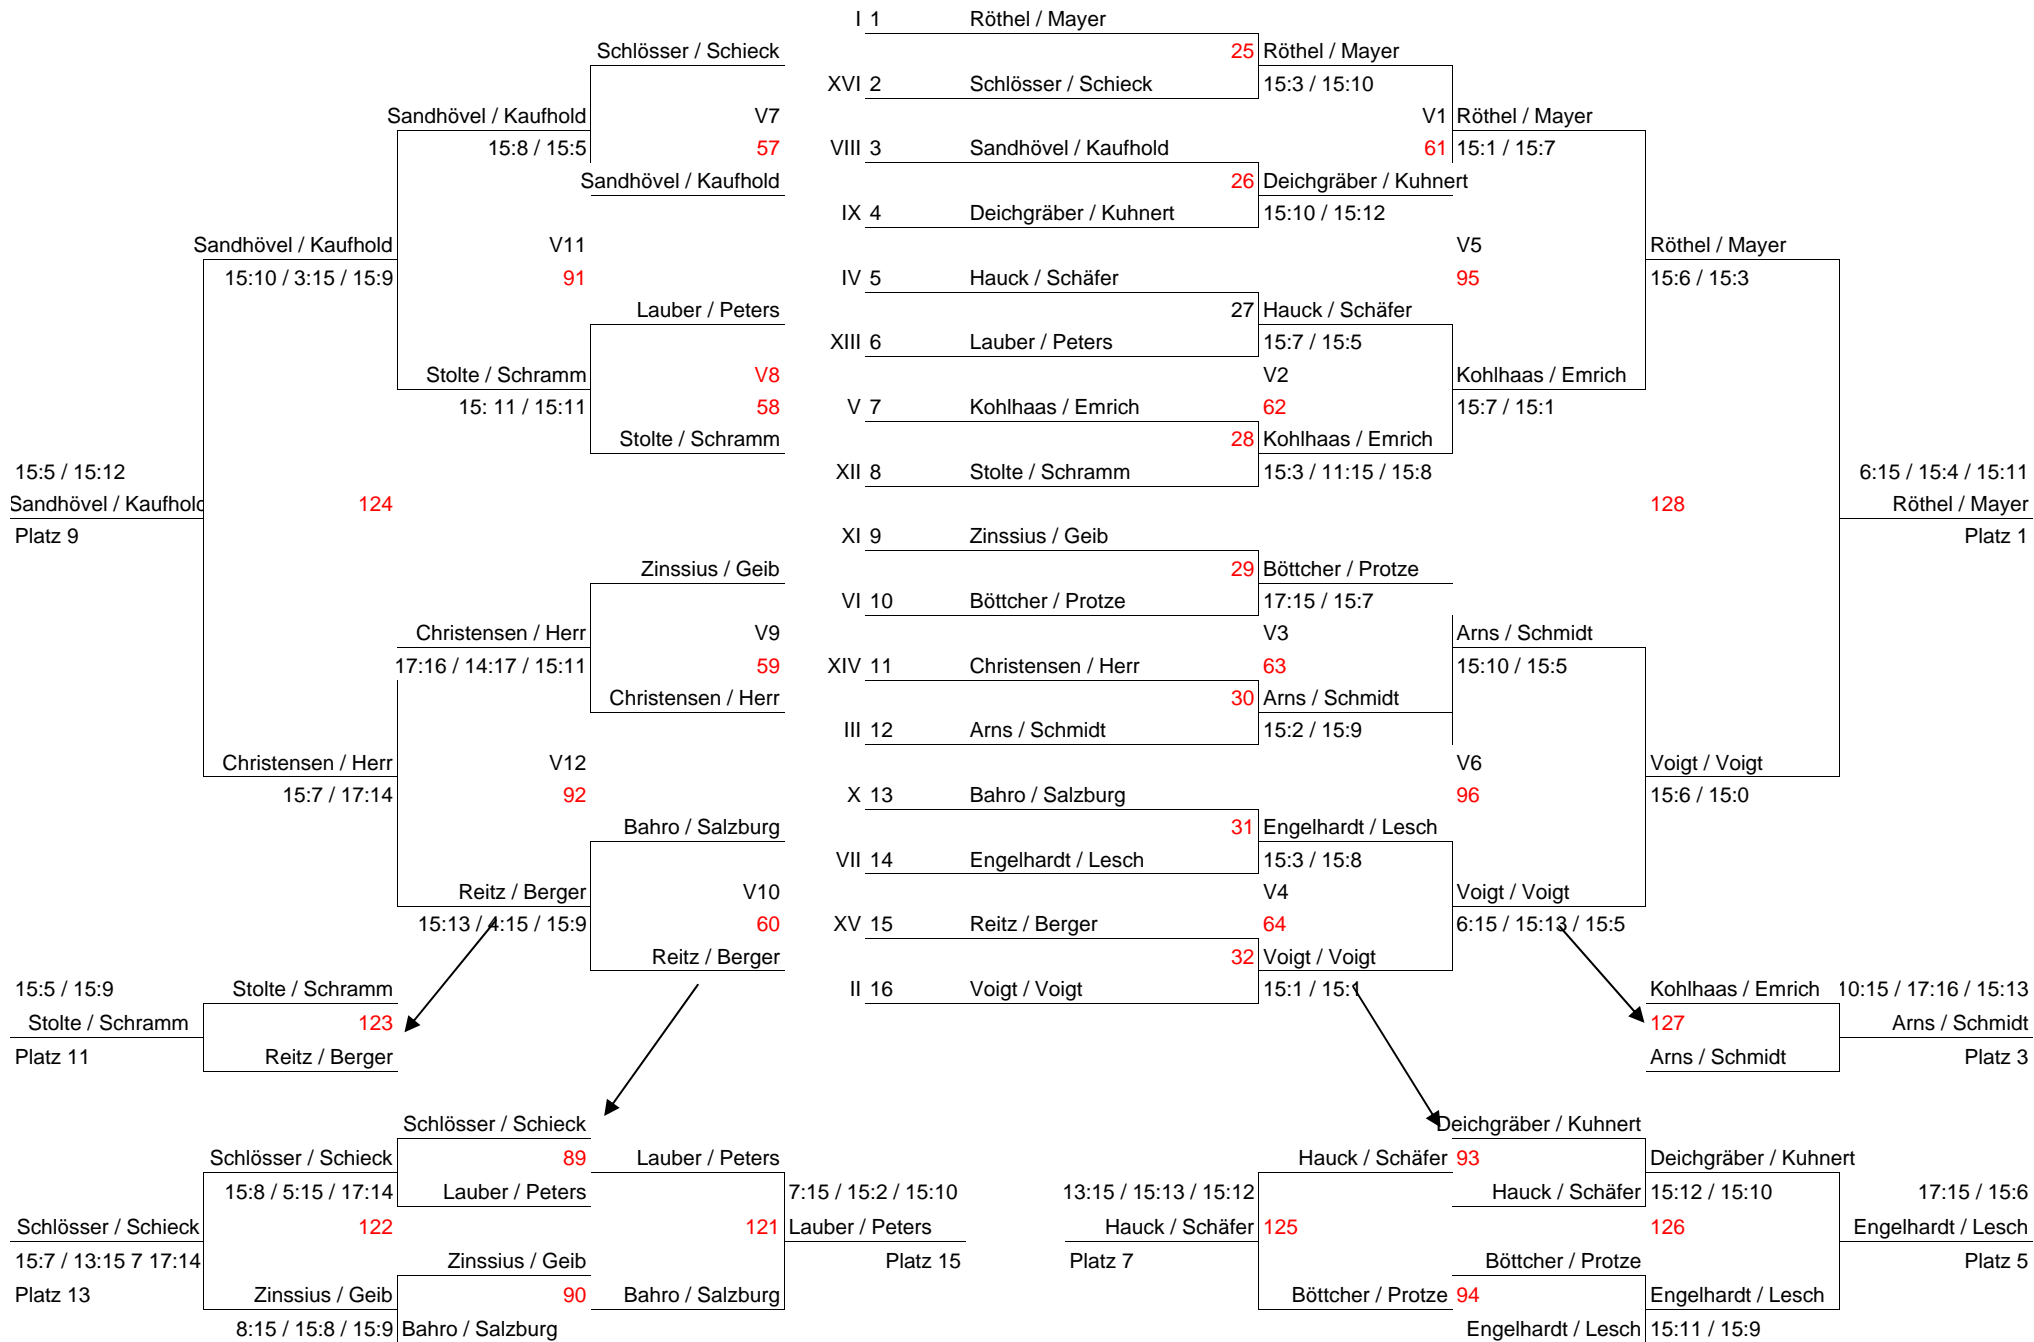 I 1 Röthel / Mayer
Schlösser / Schieck 25 Röthel / Mayer
XVI 2 Schlösser / Schieck 15:3 / 15:10
Sandhövel / Kaufhold V7 V1 Röthel / Mayer
15:8 / 15:5 57 VIII 3 Sandhövel / Kaufhold 61 15:1 / 15:7
Sandhövel / Kaufhold 26 Deichgräber / Kuhnert
IX 4 Deichgräber / Kuhnert 15:10 / 15:12
Sandhövel / Kaufhold V11 V5 Röthel / Mayer
15:10 / 3:15 / 15:9 91 IV 5 Hauck / Schäfer 95 15:6 / 15:3
Lauber / Peters 27 Hauck / Schäfer
XIII 6 Lauber / Peters 15:7 / 15:5
Stolte / Schramm V8 V2 Kohlhaas / Emrich
15: 11 / 15:11 58 V 7 Kohlhaas / Emrich 62 15:7 / 15:1
Stolte / Schramm 28 Kohlhaas / Emrich
15:5 / 15:12 XII 8 Stolte / Schramm 15:3 / 11:15 / 15:8 6:15 / 15:4 / 15:11
Sandhövel / Kaufhold 124 128 Röthel / Mayer
Platz 9 XI 9 Zinssius / Geib Platz 1
Zinssius / Geib 29 Böttcher / Protze
VI 10 Böttcher / Protze 17:15 / 15:7
Christensen / Herr V9 V3 Arns / Schmidt
17:16 / 14:17 / 15:11 59 XIV 11 Christensen / Herr 63 15:10 / 15:5
Christensen / Herr 30 Arns / Schmidt
III 12 Arns / Schmidt 15:2 / 15:9
Christensen / Herr V12 V6 Voigt / Voigt
15:7 / 17:14 92 X 13 Bahro / Salzburg 96 15:6 / 15:0
Bahro / Salzburg 31 Engelhardt / Lesch
VII 14 Engelhardt / Lesch 15:3 / 15:8
Reitz / Berger V10 V4 Voigt / Voigt
15:13 / 4:15 / 15:9 60 XV 15 Reitz / Berger 64 6:15 / 15:13 / 15:5
Reitz / Berger 32 Voigt / Voigt
15:5 / 15:9 Stolte / Schramm II 16 Voigt / Voigt 15:1 / 15:1 Kohlhaas / Emrich 10:15 / 17:16 / 15:13
Stolte / Schramm 123 127 Arns / Schmidt
Platz 11 Reitz / Berger Arns / Schmidt Platz 3
Schlösser / Schieck Deichgräber / Kuhnert
Schlösser / Schieck 89 Lauber / Peters Hauck / Schäfer 93 Deichgräber / Kuhnert
15:8 / 5:15 / 17:14 Lauber / Peters 7:15 / 15:2 / 15:10 13:15 / 15:13 / 15:12 Hauck / Schäfer 15:12 / 15:10 17:15 / 15:6
Schlösser / Schieck 122 121 Lauber / Peters Hauck / Schäfer 125 126 Engelhardt / Lesch
15:7 / 13:15 7 17:14 Zinssius / Geib Platz 15 Platz 7 Böttcher / Protze Platz 5
Platz 13 Zinssius / Geib 90 Bahro / Salzburg Böttcher / Protze 94 Engelhardt / Lesch
8:15 / 15:8 / 15:9 Bahro / Salzburg Engelhardt / Lesch 15:11 / 15:9